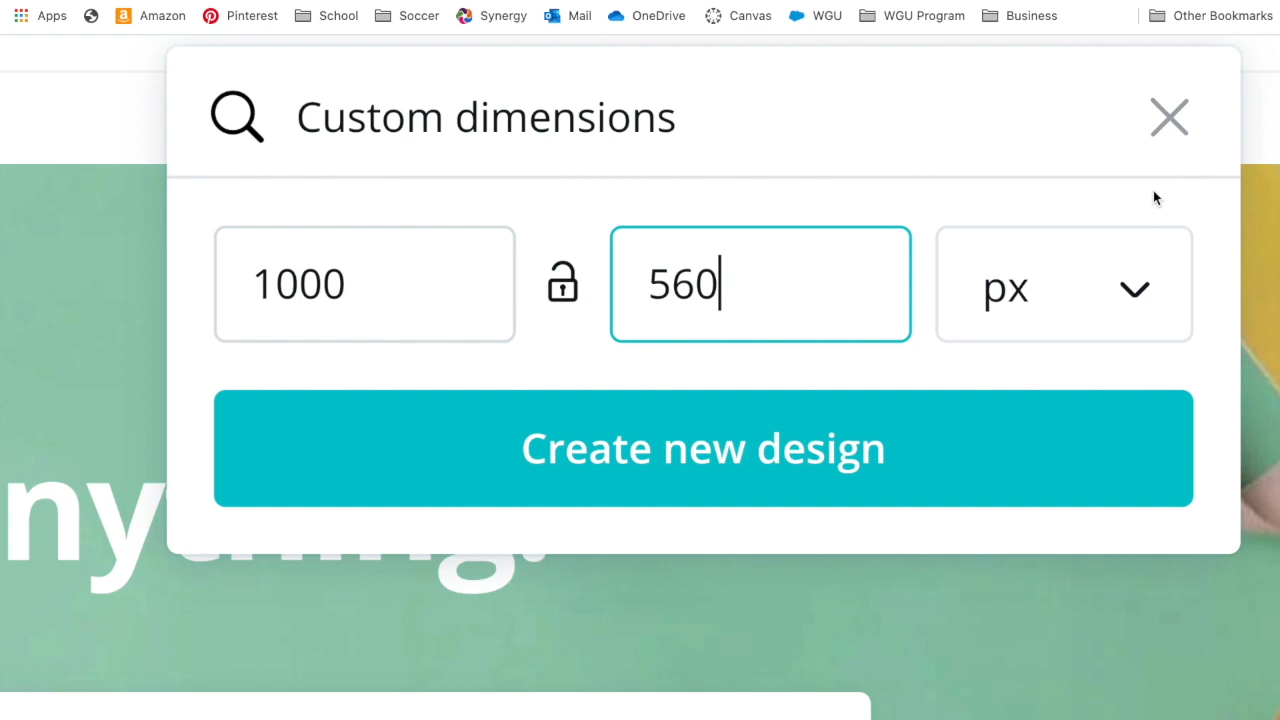 Apps Amazon Pinterest School Soccer Synergy Mail OneDrive Canvas WGU WGU Program Business Other Bookmarks
Custom dimensions
1000 560 px
Create new design